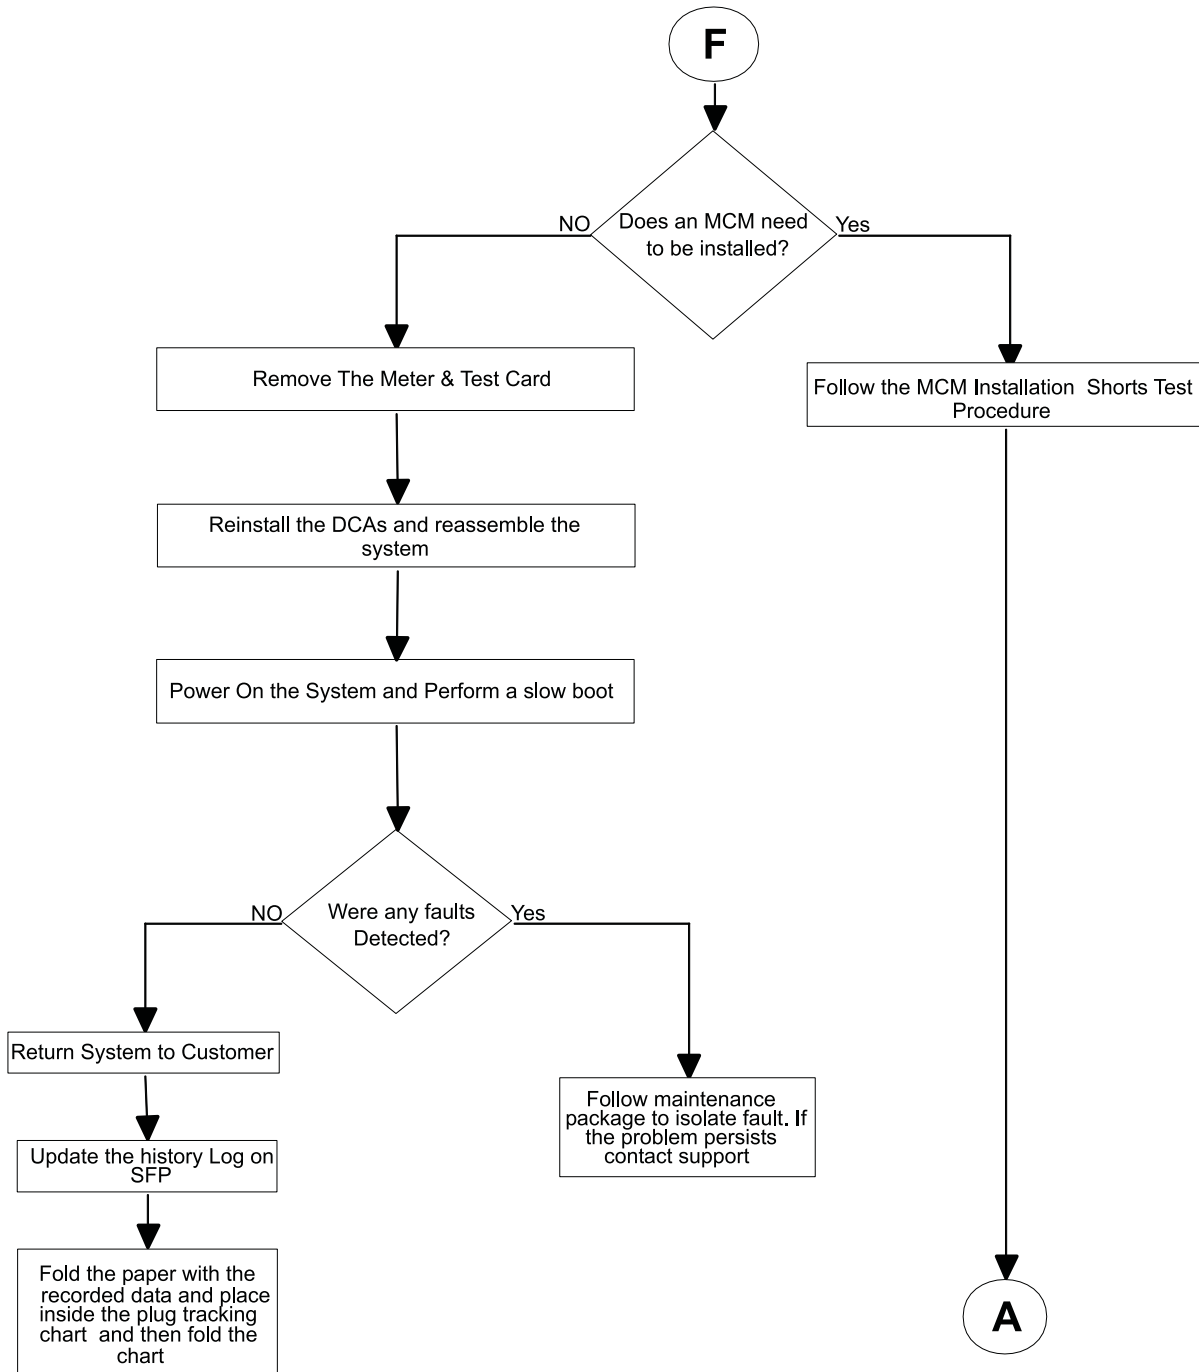 F
Does an MCM need
to be installed?
NO
Yes
Remove The Meter & Test Card
Follow the MCM Installation  Shorts Test
Procedure
Reinstall the DCAs and reassemble the
system
Power On the System and Perform a slow boot
Were any faults
Detected?
NO
Yes
Return System to Customer
Follow maintenance
package to isolate fault. If
the problem persists
contact support
Update the history Log on
SFP
Fold the paper with the
recorded data and place
inside the plug tracking
chart  and then fold the
chart
A